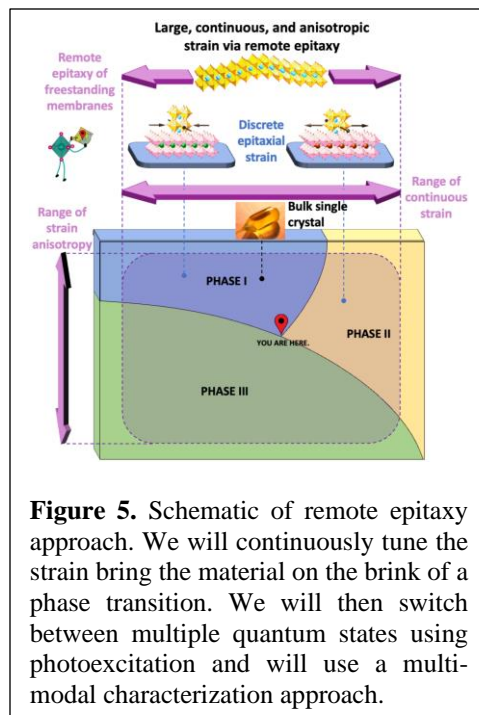 Large, continuous, and anisotropic
strain via remote epitaxy
Remote
epitaxy of
freestanding
membranes
Discrete
epitaxial
strain
Range of
continuous
strain
Bulk single
crystal
Range of
strain
anisotropy
PHASE I
PHASE II
YOU ARE HERE.
PHASE III
Figure 5. Schematic of remote epitaxy
approach. We will continuously tune the
strain bring the material on the brink of a
phase transition. We will then switch
between multiple quantum states using
photoexcitation and will use a multi-
modal characterization approach.